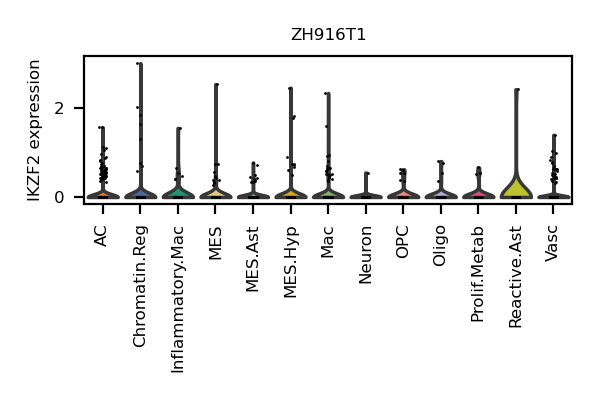 ZH916T1
IKZF2 expression
2
0
AC
Chromatin.Reg
Inflammatory.Mac
MES
MES.Ast
MES.Hyp
Mac
Neuron
OPC
Oligo
Prolif.Metab
Reactive.Ast
Vasc